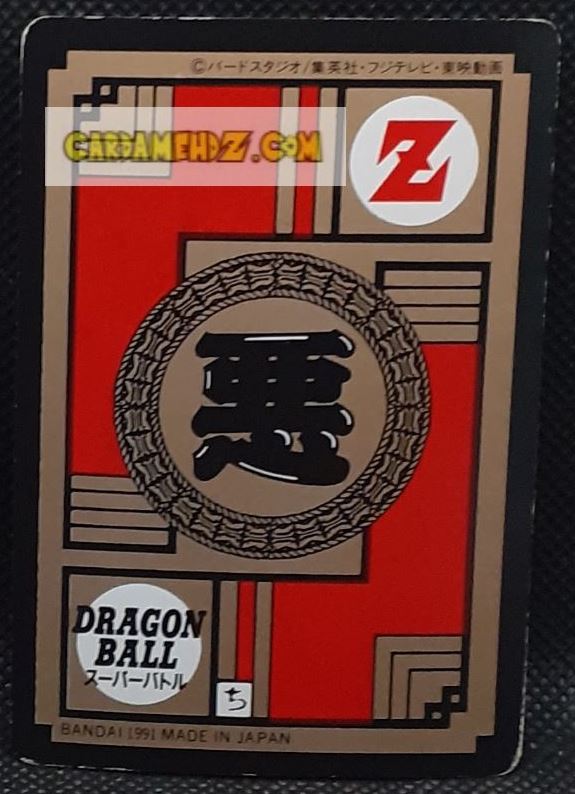 ©バードスタジオ/集英社・フジテレビ・東映動画
CARDAMEHDZ.COM
Z
悪
DRAGON
BALL
スーパーバトル
ち
BANDAI 1991 MADE IN JAPAN